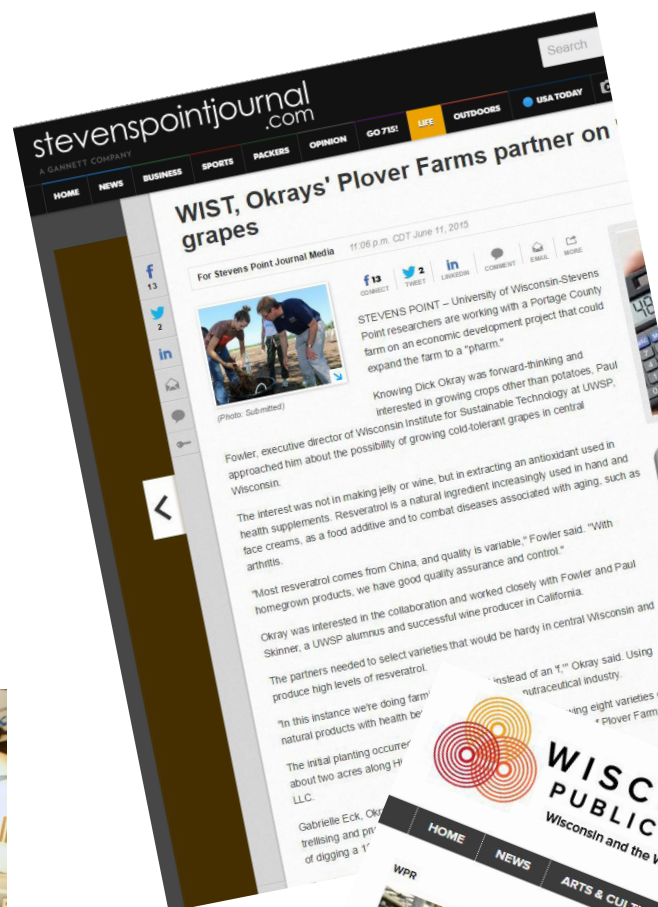 Search
stevenspointjournal
.com
A GANNETT COMPANY
HOME NEWS BUSINESS SPORTS PACKERS OPINION GO 715! LIFE OUTDOORS USA TODAY
WIST, Okrays' Plover Farms partner on
grapes
For Stevens Point Journal Media 11:06 p.m. CDT June 11, 2015
13
2
13
CONNECT
2
TWEET
LINKEDIN
COMMENT
EMAIL
MORE
(Photo: Submitted)
STEVENS POINT – University of Wisconsin-Stevens
Point researchers are working with a Portage County
farm on an economic development project that could
expand the farm to a "pharm."
Knowing Dick Okray was forward-thinking and
interested in growing crops other than potatoes, Paul
Fowler, executive director of Wisconsin Institute for Sustainable Technology at UWSP,
approached him about the possibility of growing cold-tolerant grapes in central
Wisconsin.
The interest was not in making jelly or wine, but in extracting an antioxidant used in
health supplements. Resveratrol is a natural ingredient increasingly used in hand and
face creams, as a food additive and to combat diseases associated with aging, such as
arthritis.
"Most resveratrol comes from China, and quality is variable," Fowler said. "With
homegrown products, we have good quality assurance and control."
Okray was interested in the collaboration and worked closely with Fowler and Paul
Skinner, a UWSP alumnus and successful wine producer in California.
The partners needed to select varieties that would be hardy in central Wisconsin and
produce high levels of resveratrol.
"In this instance we're doing instead of an 'f,'" Okray said. Using
natural products with health nutraceutical industry.
The initial planting occurred eight varieties
about two acres along Plover Farm
LLC.
Gabrielle Eck,
trellising and
of digging a
WISC
PUBLIC
Wisconsin and the
HOME NEWS ARTS &
WPR